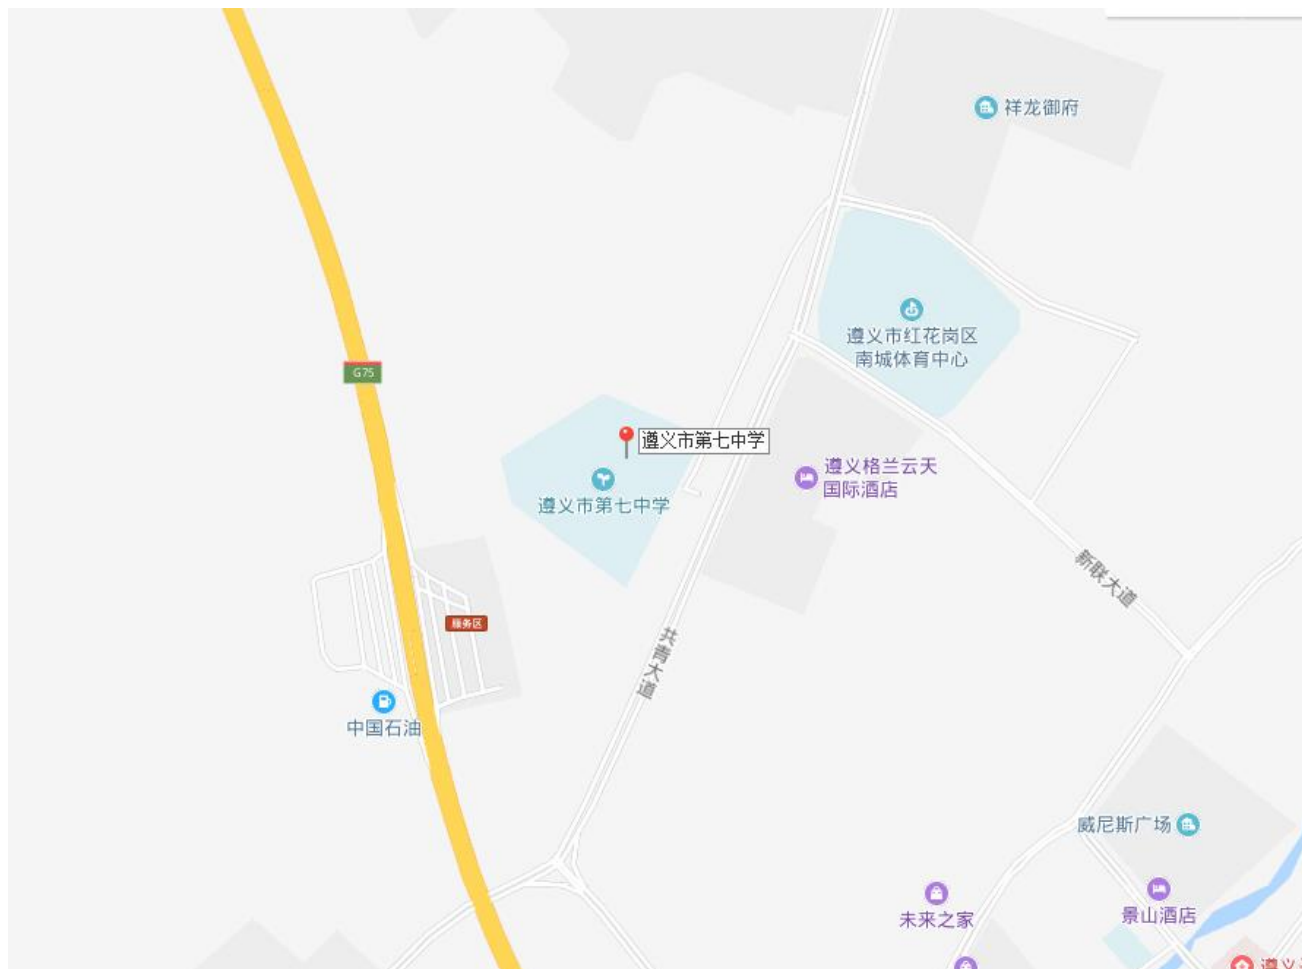 祥龙御府
遵义市红花岗区
南城体育中心
G75
遵义市第七中学
遵义市第七中学
遵义格兰云天
国际酒店
新联大道
服务区
共青大道
中国石油
威尼斯广场
未来之家
景山酒店
遵义